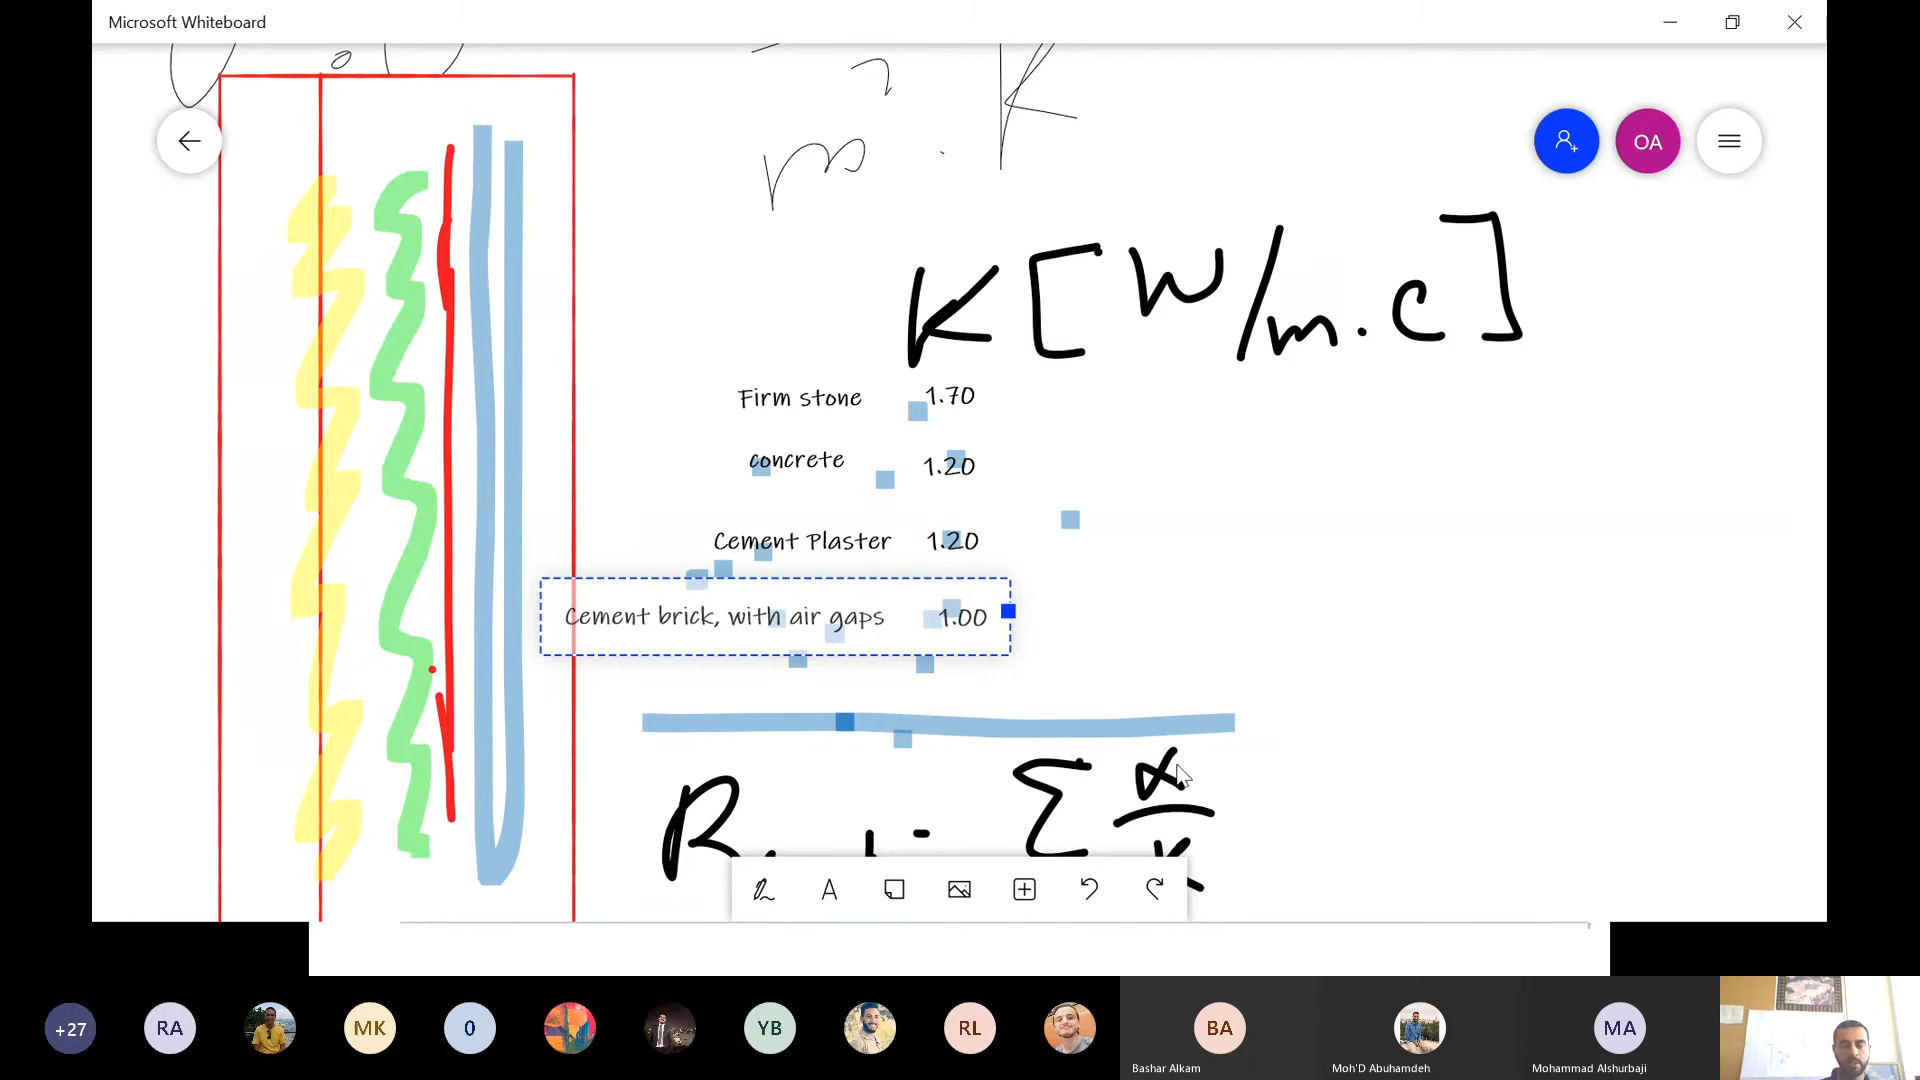 Microsoft Whiteboard
m . K
OA
K [W/m.c]
Firm stone 1.70
concrete 1.20
Cement Plaster 1.20
Cement brick, with air gaps 1.00
R
Σ x
K
A
+27
RA
MK
0
YB
RL
BA
MA
Bashar Alkam
Moh'D Abuhamdeh
Mohammad Alshurbaji